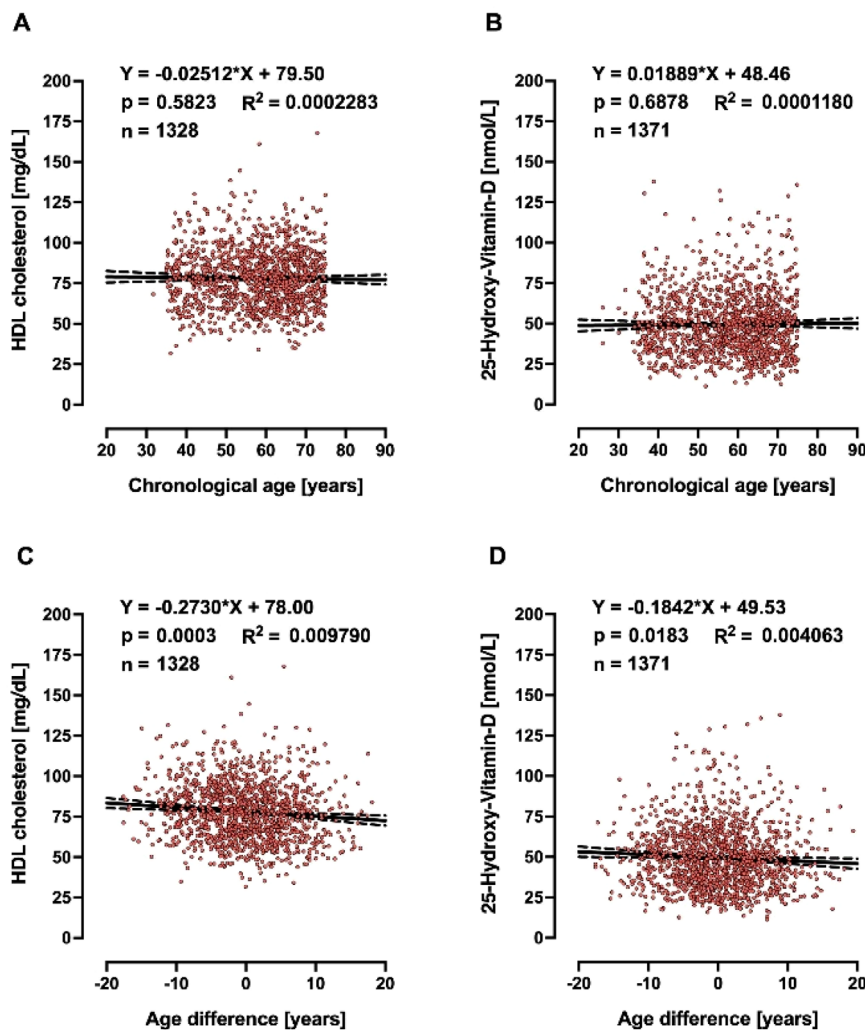 A
Y = -0.02512*X + 79.50
p = 0.5823 R² = 0.0002283
n = 1328
HDL cholesterol [mg/dL]
200
175
150
125
100
75
50
25
0
20 30 40 50 60 70 80 90
Chronological age [years]
B
Y = 0.01889*X + 48.46
p = 0.6878 R² = 0.0001180
n = 1371
25-Hydroxy-Vitamin-D [nmol/L]
200
175
150
125
100
75
50
25
0
20 30 40 50 60 70 80 90
Chronological age [years]
C
Y = -0.2730*X + 78.00
p = 0.0003 R² = 0.009790
n = 1328
HDL cholesterol [mg/dL]
200
175
150
125
100
75
50
25
0
-20 -10 0 10 20
Age difference [years]
D
Y = -0.1842*X + 49.53
p = 0.0183 R² = 0.004063
n = 1371
25-Hydroxy-Vitamin-D [nmol/L]
200
175
150
125
100
75
50
25
0
-20 -10 0 10 20
Age difference [years]